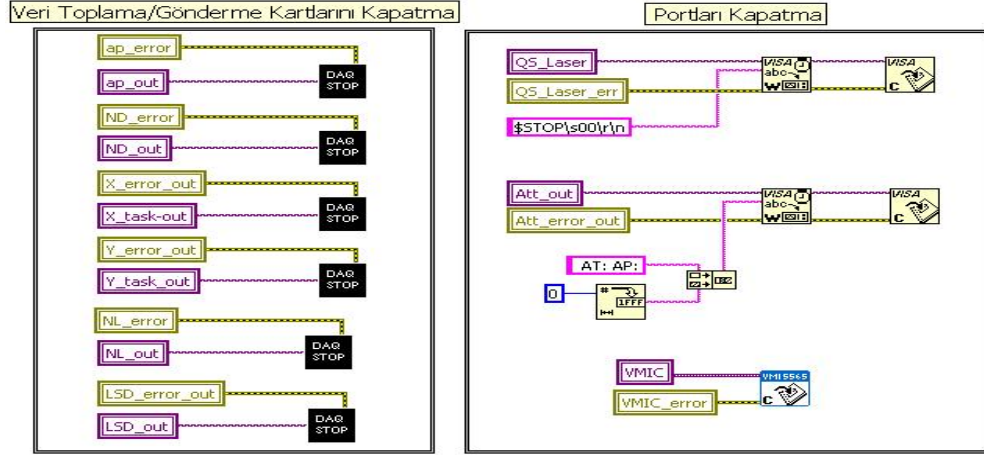 Veri Toplama/Gönderme Kartlarını Kapatma
ap_error
ap_out
DAQ
STOP
ND_error
ND_out
DAQ
STOP
X_error_out
X_task-out
DAQ
STOP
Y_error_out
Y_task_out
DAQ
STOP
NL_error
NL_out
DAQ
STOP
LSD_error_out
LSD_out
DAQ
STOP
Portları Kapatma
QS_Laser
QS_Laser_err
$STOP\s00\r\n
VISA
abc
W
VISA
C
Att_out
Att_error_out
VISA
abc
W
VISA
C
AT: AP:
0
#
1FFF
VMIC
VMIC_error
VMI5565
C